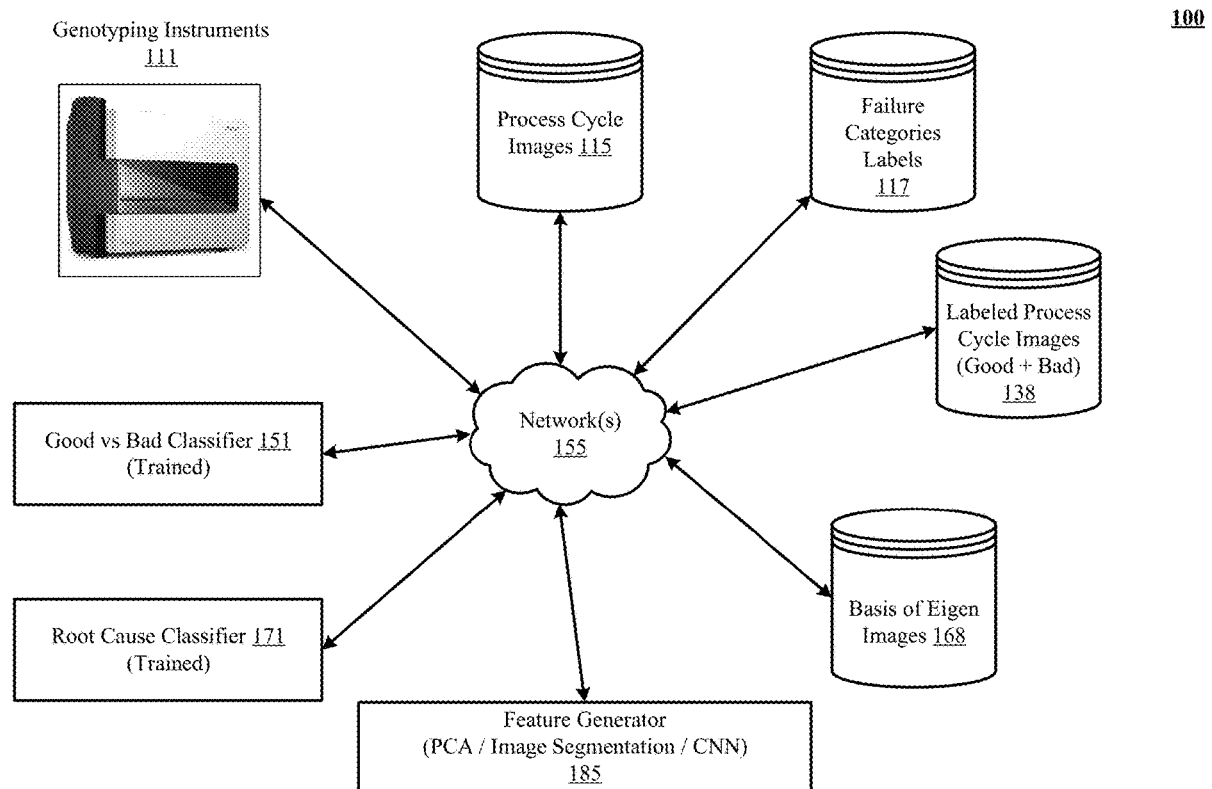 100
Genotyping Instruments
111
Process Cycle
Images 115
Failure
Categories
Labels
117
Labeled Process
Cycle Images
(Good + Bad)
138
Network(s)
155
Good vs Bad Classifier 151
(Trained)
Basis of Eigen
Images 168
Root Cause Classifier 171
(Trained)
Feature Generator
(PCA / Image Segmentation / CNN)
185